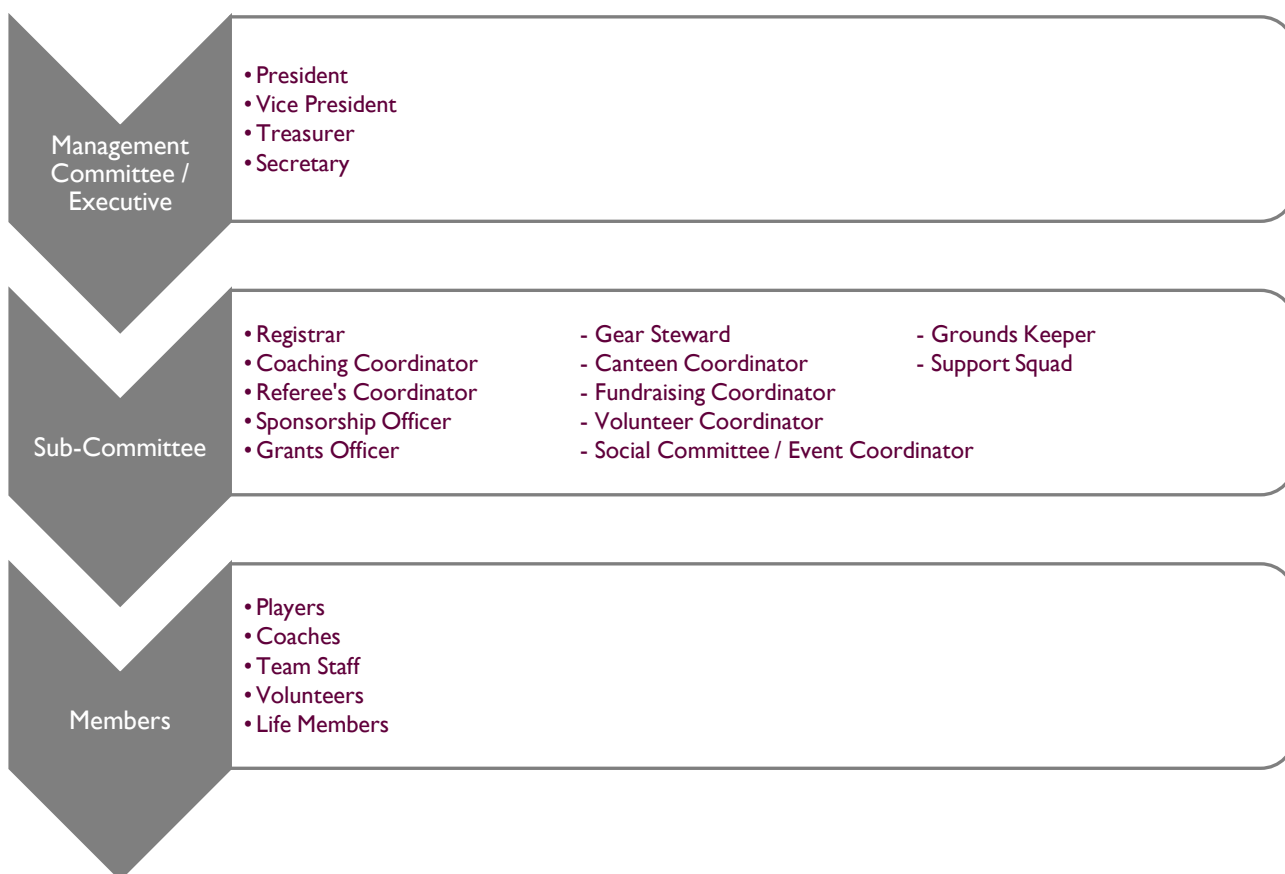 Management
Committee /
Executive
• President
• Vice President
• Treasurer
• Secretary
Sub-Committee
• Registrar - Gear Steward - Grounds Keeper
• Coaching Coordinator - Canteen Coordinator - Support Squad
• Referee's Coordinator - Fundraising Coordinator
• Sponsorship Officer - Volunteer Coordinator
• Grants Officer - Social Committee / Event Coordinator
Members
• Players
• Coaches
• Team Staff
• Volunteers
• Life Members